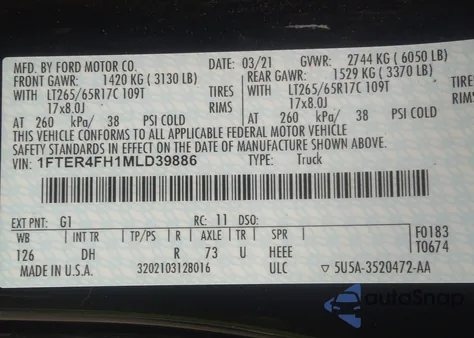 MFD. BY FORD MOTOR CO. DATE: 03/21 GVWR: 2744 KG (6050 LB)
FRONT GAWR: 1420 KG (3130 LB) REAR GAWR: 1529 KG (3370 LB)
WITH LT265/65R17C 109T TIRES WITH LT265/65R17C 109T TIRES
17x8.0J RIMS 17x8.0J RIMS
AT 260 kPa/ 38 PSI COLD AT 260 kPa/ 38 PSI COLD
THIS VEHICLE CONFORMS TO ALL APPLICABLE FEDERAL MOTOR VEHICLE
SAFETY STANDARDS IN EFFECT ON THE DATE OF MANUFACTURE SHOWN ABOVE.
VIN: 1FTER4FH1MLD39886 TYPE: Truck
EXT PNT: G1 RC: 11 DSO: F0183
WB INT TR TP/PS R AXLE TR SPR T0674
126 DH R 73 U HEEE
MADE IN U.S.A. 3202103128016 ULC ▽ 5U5A-3520472-AA
autoSnap